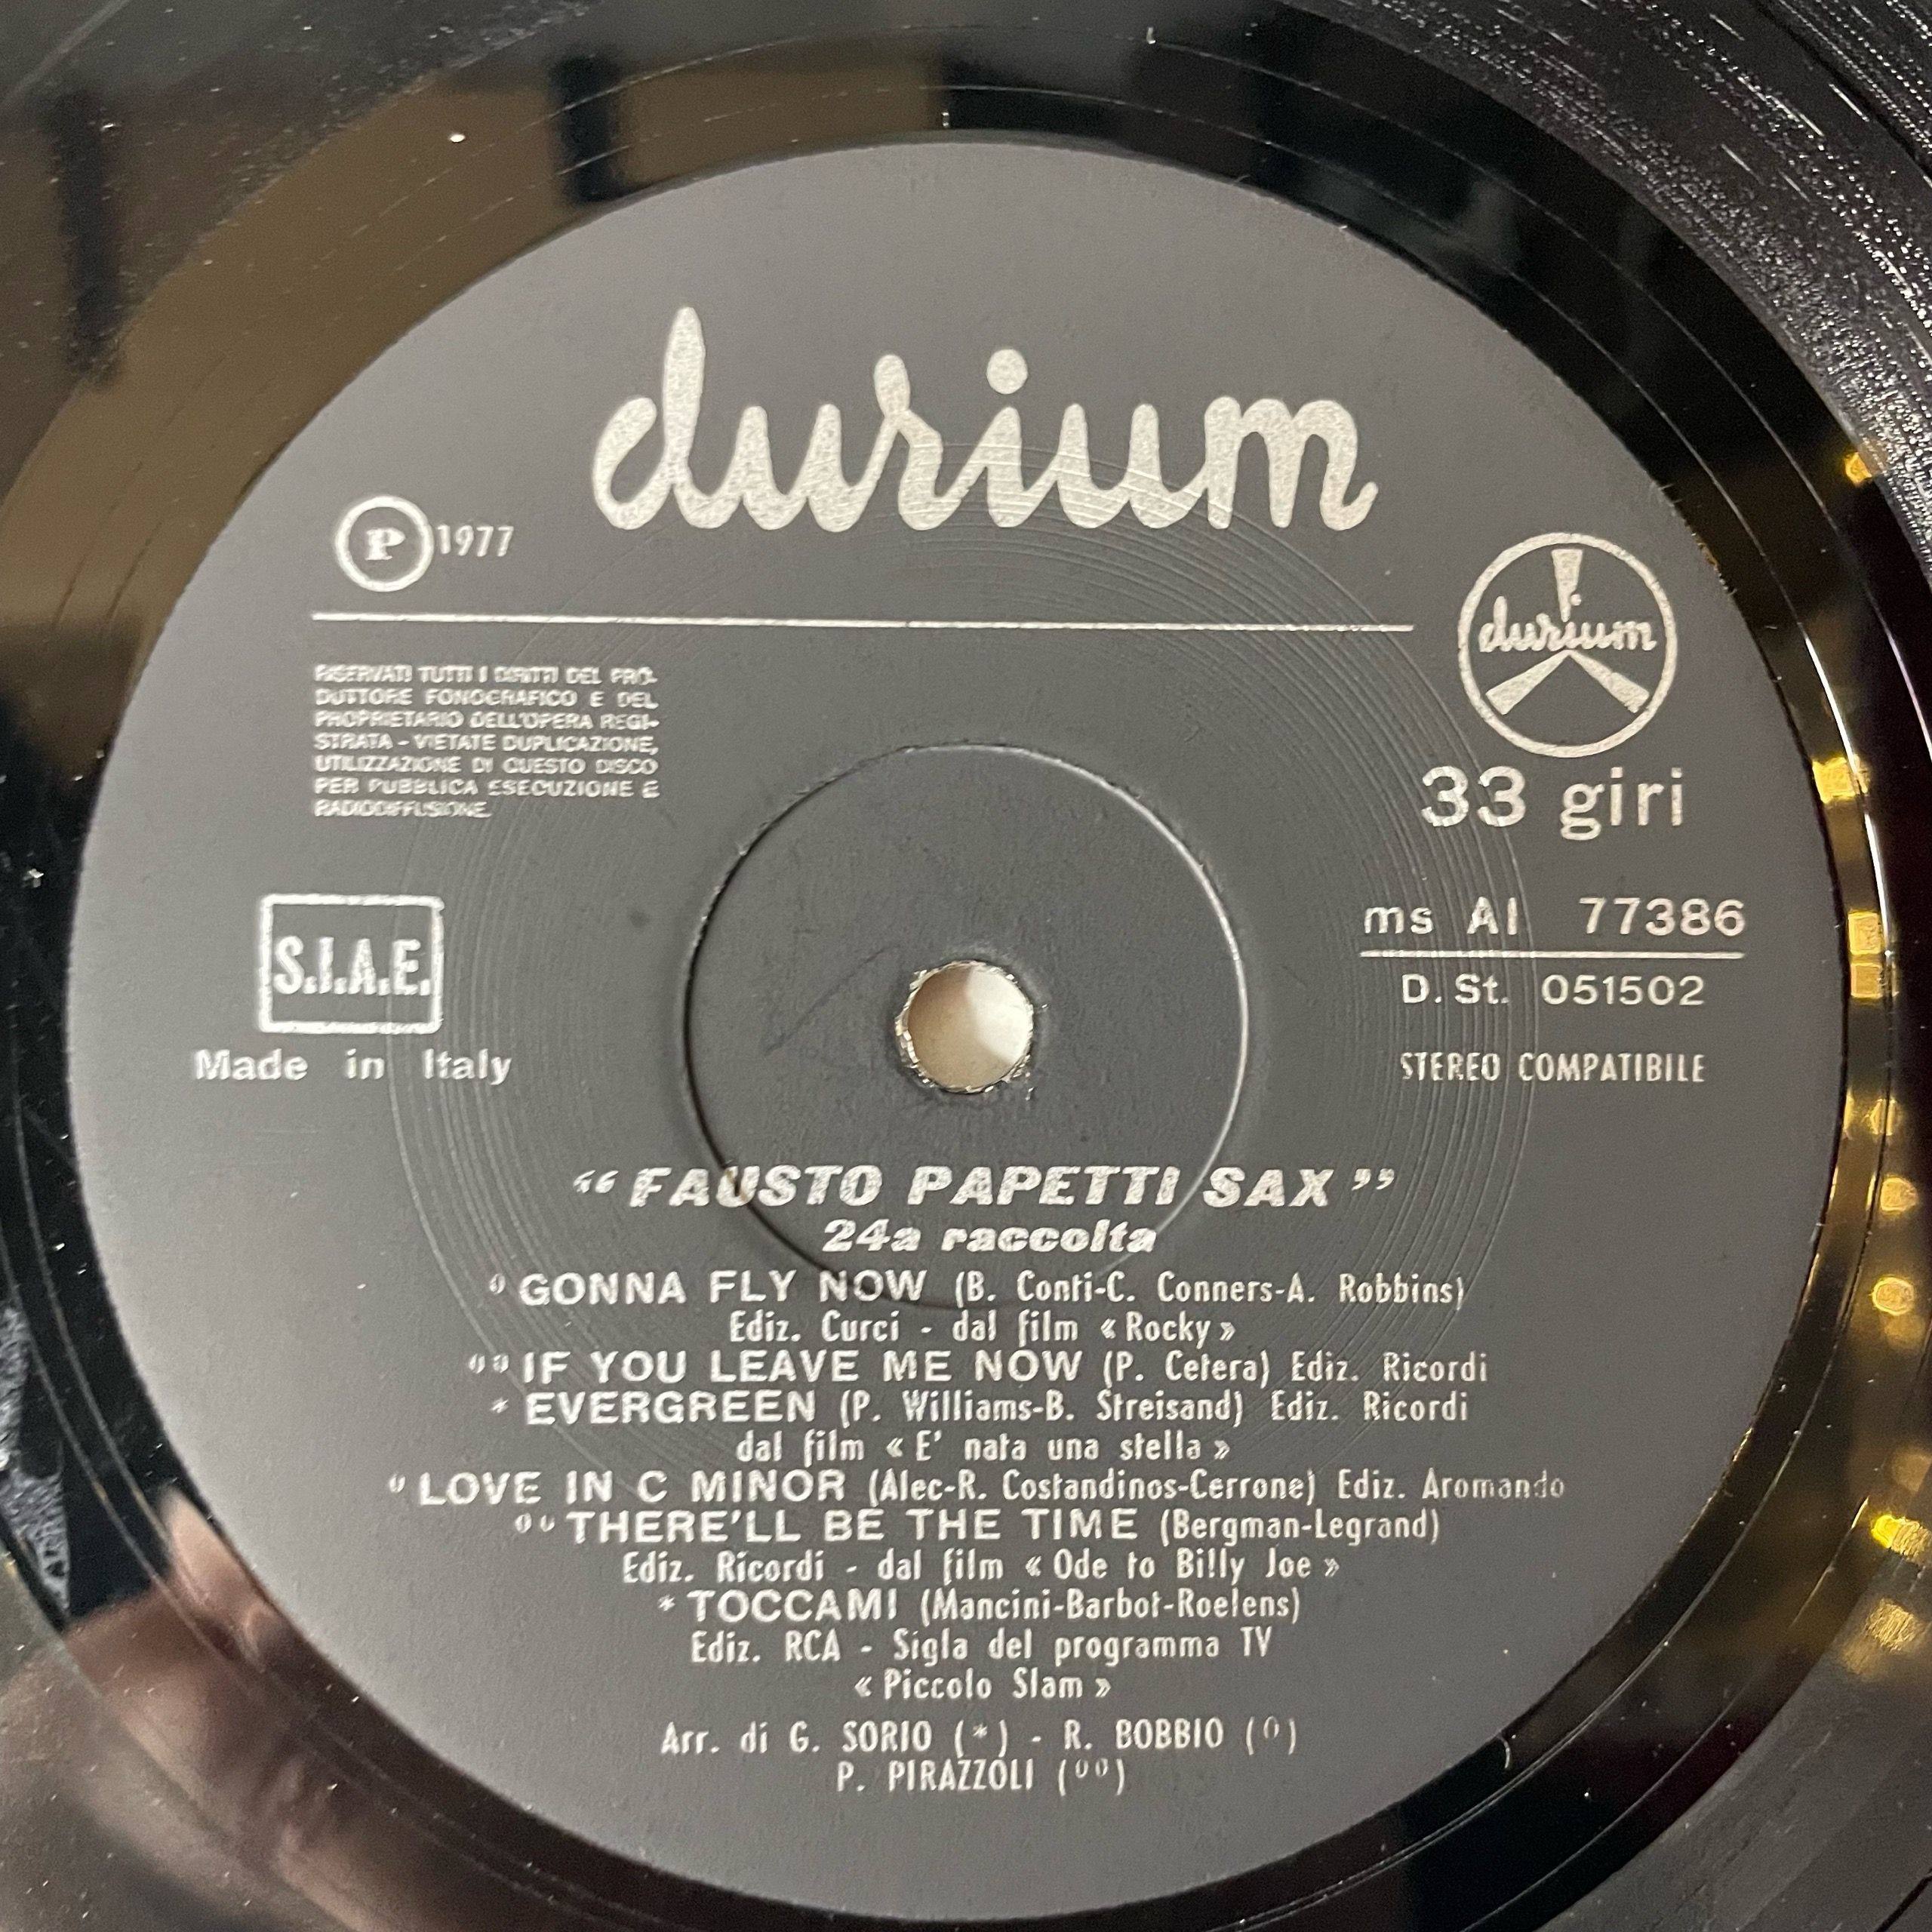 durium
P 1977
durium
RISERVATI TUTTI I DIRITTI DEL PRO-
DUTTORE FONOGRAFICO E DEL
PROPRIETARIO DELL'OPERA REGI-
STRATA - VIETATE DUPLICAZIONE,
UTILIZZAZIONE DI QUESTO DISCO
PER PUBBLICA ESECUZIONE E
RADIODIFFUSIONE.
33 giri
S.I.A.E.
Made in Italy
ms AI 77386
D. St. 051502
STEREO COMPATIBILE
“ FAUSTO PAPETTI SAX ”
24a raccolta
° GONNA FLY NOW (B. Conti-C. Conners-A. Robbins)
Ediz. Curci - dal film « Rocky »
°° IF YOU LEAVE ME NOW (P. Cetera) Ediz. Ricordi
* EVERGREEN (P. Williams-B. Streisand) Ediz. Ricordi
dal film « E' nata una stella »
° LOVE IN C MINOR (Alec-R. Costandinos-Cerrone) Ediz. Aromando
°° THERE'LL BE THE TIME (Bergman-Legrand)
Ediz. Ricordi - dal film « Ode to Billy Joe »
* TOCCAMI (Mancini-Barbot-Roelens)
Ediz. RCA - Sigla del programma TV
« Piccolo Slam »
Arr. di G. SORIO (*) - R. BOBBIO (°)
P. PIRAZZOLI (°°)